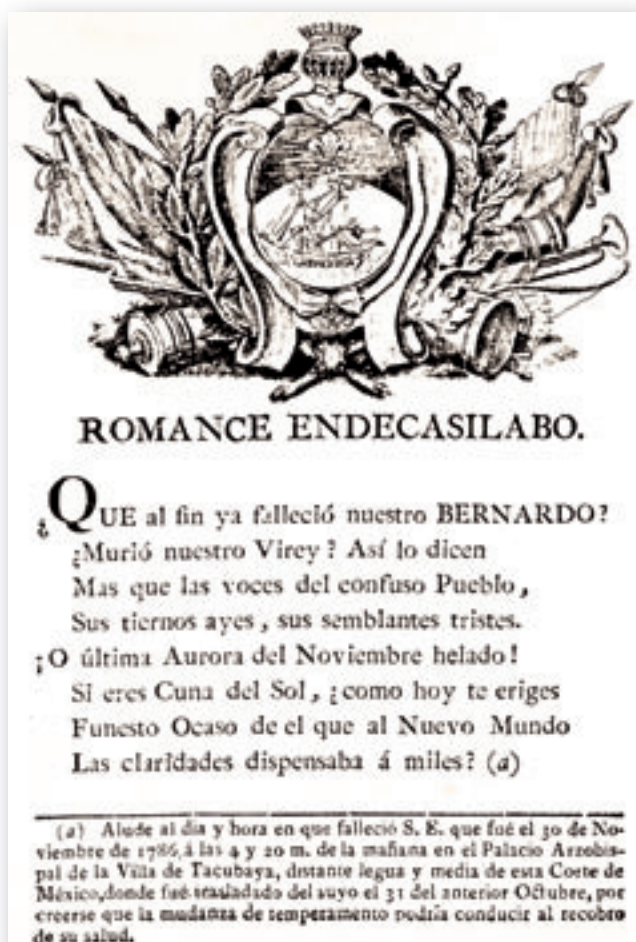 ROMANCE ENDECASILABO.
¿QUE al fin ya falleció nuestro BERNARDO?
¿Murió nuestro Virey? Así lo dicen
Mas que las voces del confuso Pueblo,
Sus tiernos ayes, sus semblantes tristes.
¡O última Aurora del Noviembre helado!
Si eres Cuna del Sol, ¿como hoy te eriges
Funesto Ocaso de el que al Nuevo Mundo
Las claridades dispensaba á miles? (a)
(a) Alude al dia y hora en que falleció S. E. que fué el 30 de No-
viembre de 1786, á las 4 y 20 m. de la mañana en el Palacio Arzobis-
pal de la Villa de Tacubaya, distante legua y media de esta Corte de
México, donde fué trasladado del suyo el 31 del anterior Octubre, por
creerse que la mudanza de temperamento podría conducir al recobro
de su salud.